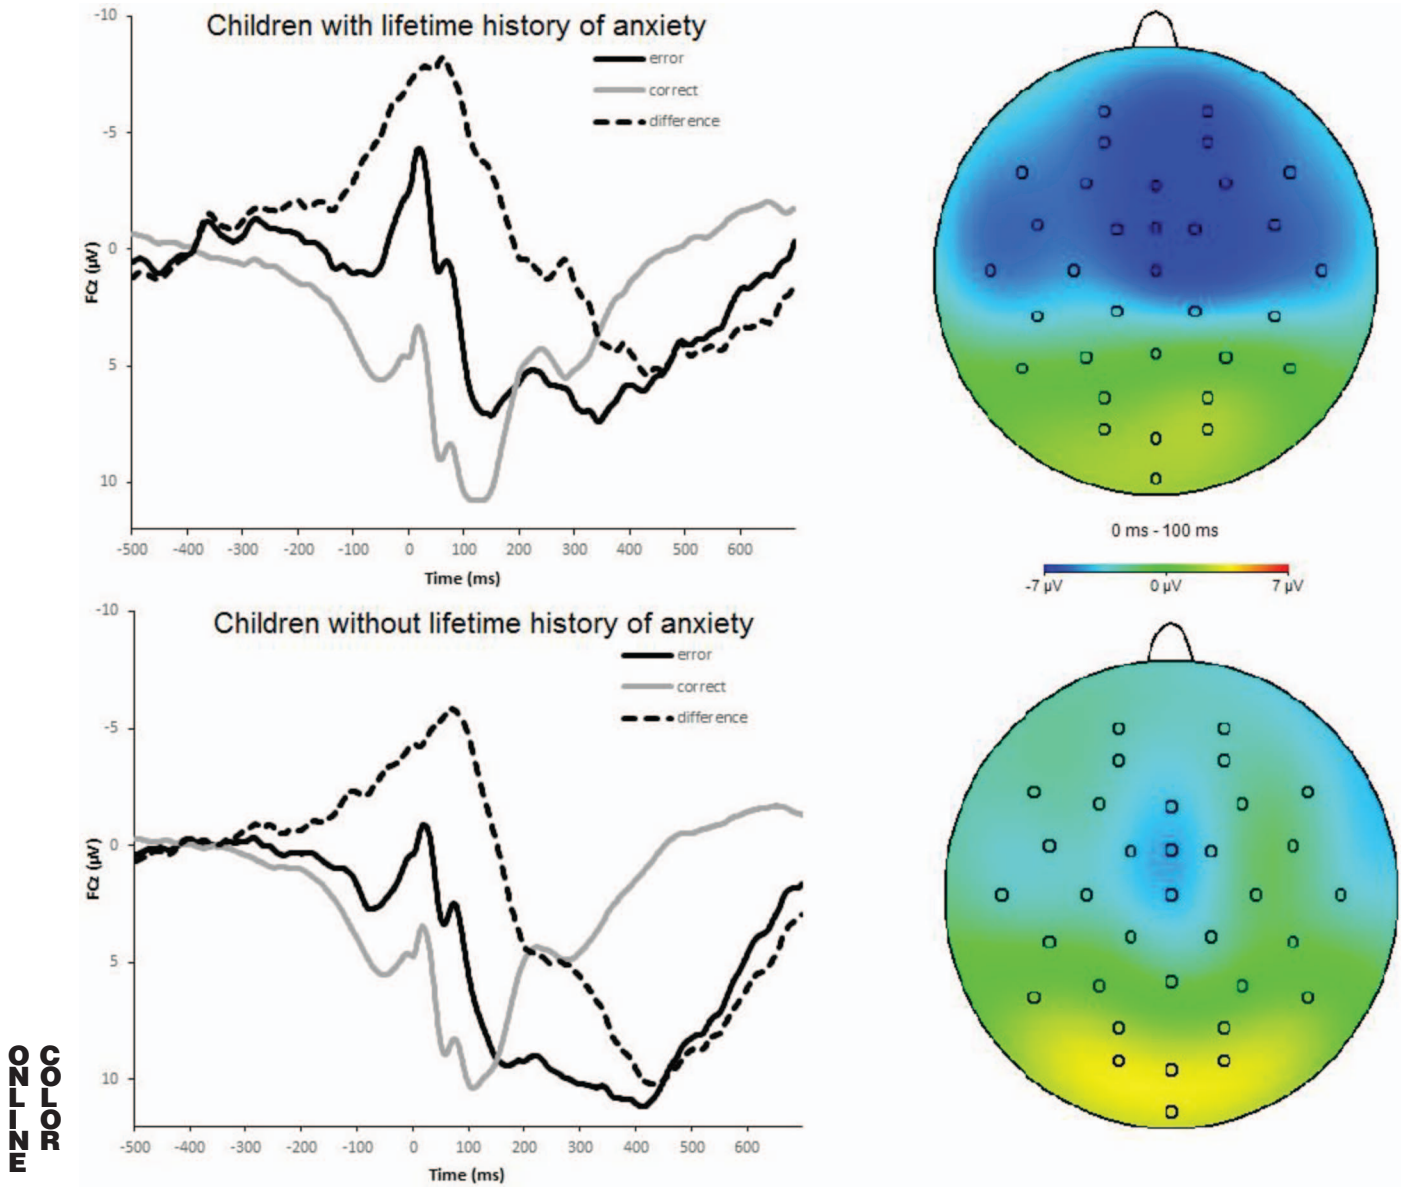 Children with lifetime history of anxiety
error
correct
difference
-10
-5
0
5
10
FCz (µV)
-500 -400 -300 -200 -100 0 100 200 300 400 500 600
Time (ms)
0 ms - 100 ms
-7 µV 0 µV 7 µV
Children without lifetime history of anxiety
error
correct
difference
-10
-5
0
5
10
FCz (µV)
-500 -400 -300 -200 -100 0 100 200 300 400 500 600
Time (ms)
COLOR
ONLINE